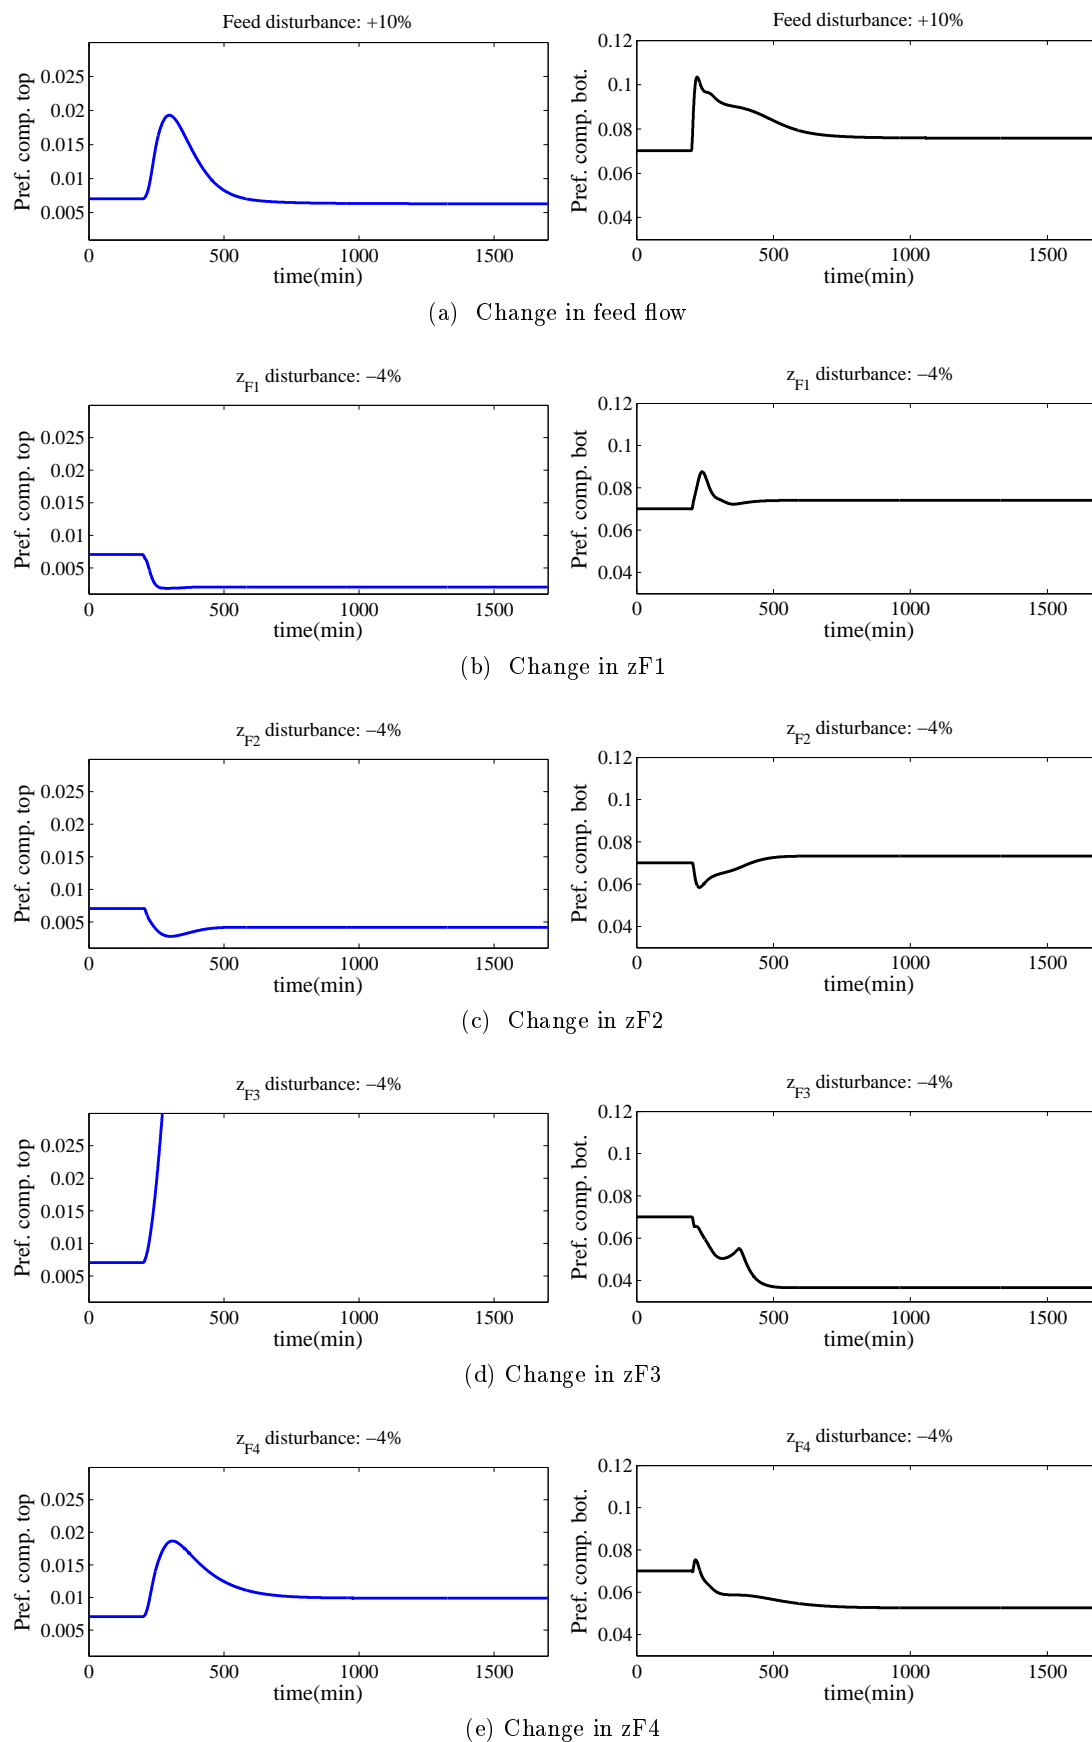 Feed disturbance: +10%
Pref. comp. top
0.025
0.02
0.015
0.01
0.005
0 500 1000 1500
time(min)
Feed disturbance: +10%
Pref. comp. bot.
0.12
0.1
0.08
0.06
0.04
0 500 1000 1500
time(min)
(a) Change in feed flow
zF1 disturbance: −4%
Pref. comp. top
0.025
0.02
0.015
0.01
0.005
0 500 1000 1500
time(min)
zF1 disturbance: −4%
Pref. comp. bot
0.12
0.1
0.08
0.06
0.04
0 500 1000 1500
time(min)
(b) Change in zF1
zF2 disturbance: −4%
Pref. comp. top
0.025
0.02
0.015
0.01
0.005
0 500 1000 1500
time(min)
zF2 disturbance: −4%
Pref. comp. bot
0.12
0.1
0.08
0.06
0.04
0 500 1000 1500
time(min)
(c) Change in zF2
zF3 disturbance: −4%
Pref. comp. top
0.025
0.02
0.015
0.01
0.005
0 500 1000 1500
time(min)
zF3 disturbance: −4%
Pref. comp. bot.
0.12
0.1
0.08
0.06
0.04
0 500 1000 1500
time(min)
(d) Change in zF3
zF4 disturbance: −4%
Pref. comp. top
0.025
0.02
0.015
0.01
0.005
0 500 1000 1500
time(min)
zF4 disturbance: −4%
Pref. comp. bot.
0.12
0.1
0.08
0.06
0.04
0 500 1000 1500
time(min)
(e) Change in zF4